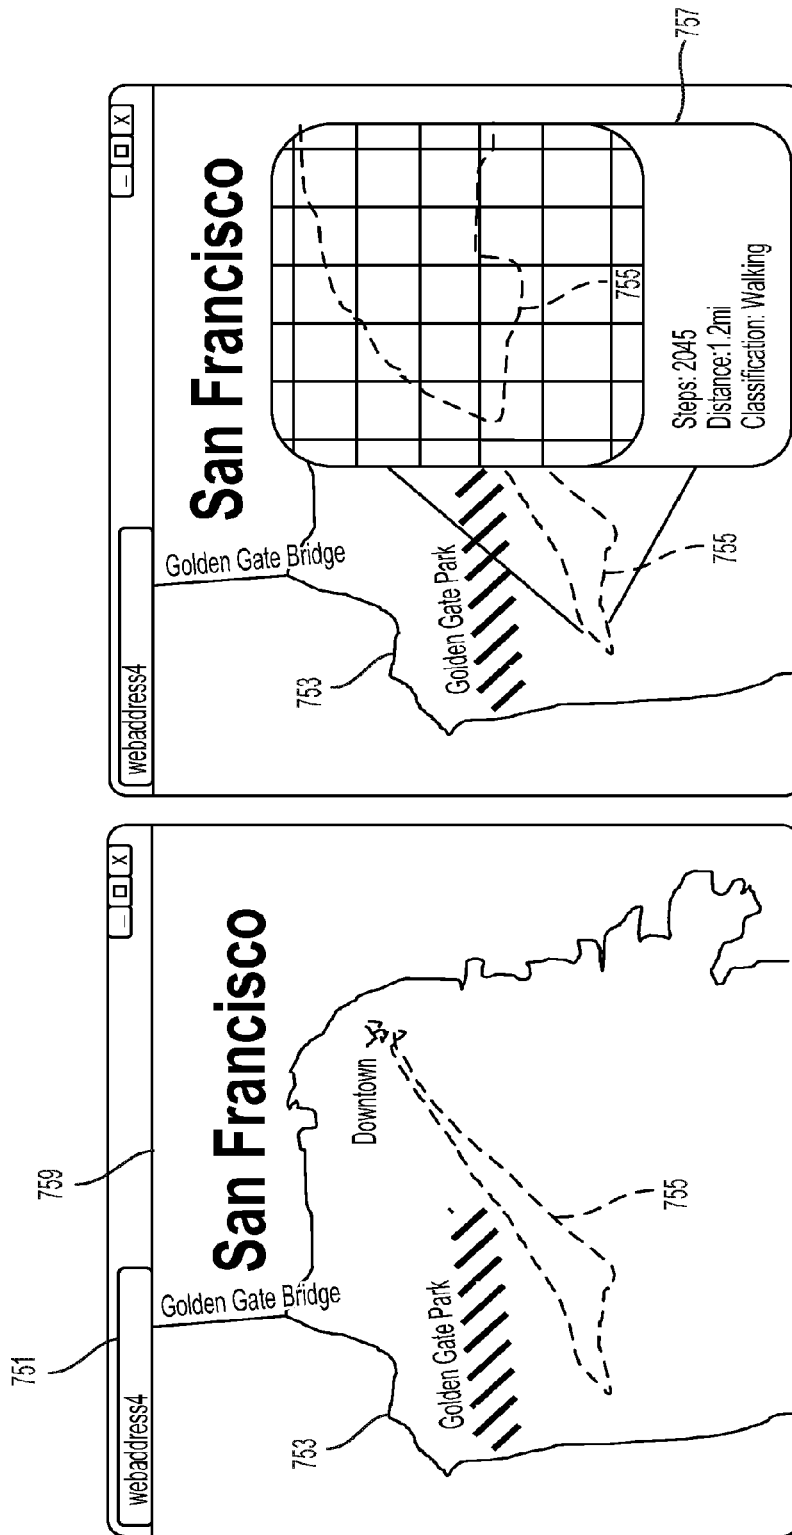 751
759
webaddress4
_ X
San Francisco
Golden Gate Bridge
753
Downtown
Golden Gate Park
755
webaddress4
_ X
San Francisco
Golden Gate Bridge
753
Golden Gate Park
755
755
Steps: 2045
Distance:1.2mi
Classification: Walking
757